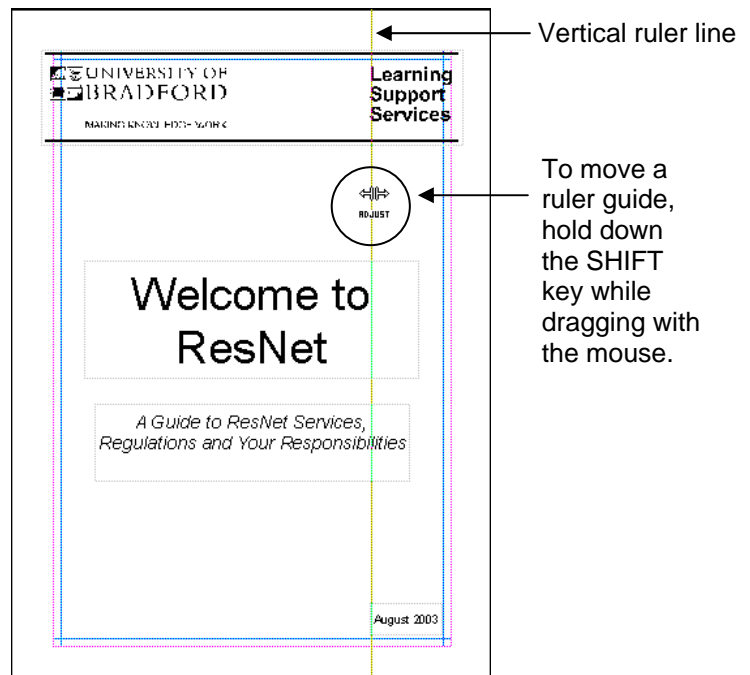 Vertical ruler line
UNIVERSITY OF
BRADFORD
MAKING KNOWLEDGE WORK
Learning
Support
Services
ADJUST
To move a
ruler guide,
hold down
the SHIFT
key while
dragging with
the mouse.
Welcome to
ResNet
A Guide to ResNet Services,
Regulations and Your Responsibilities
August 2003